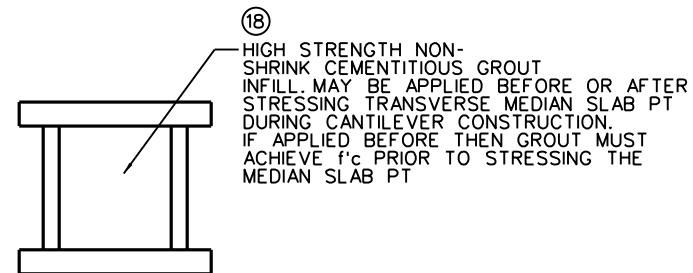 18
HIGH STRENGTH NON-
SHRINK CEMENTITIOUS GROUT
INFILL. MAY BE APPLIED BEFORE OR AFTER
STRESSING TRANSVERSE MEDIAN SLAB PT
DURING CANTILEVER CONSTRUCTION.
IF APPLIED BEFORE THEN GROUT MUST
ACHIEVE f'c PRIOR TO STRESSING THE
MEDIAN SLAB PT